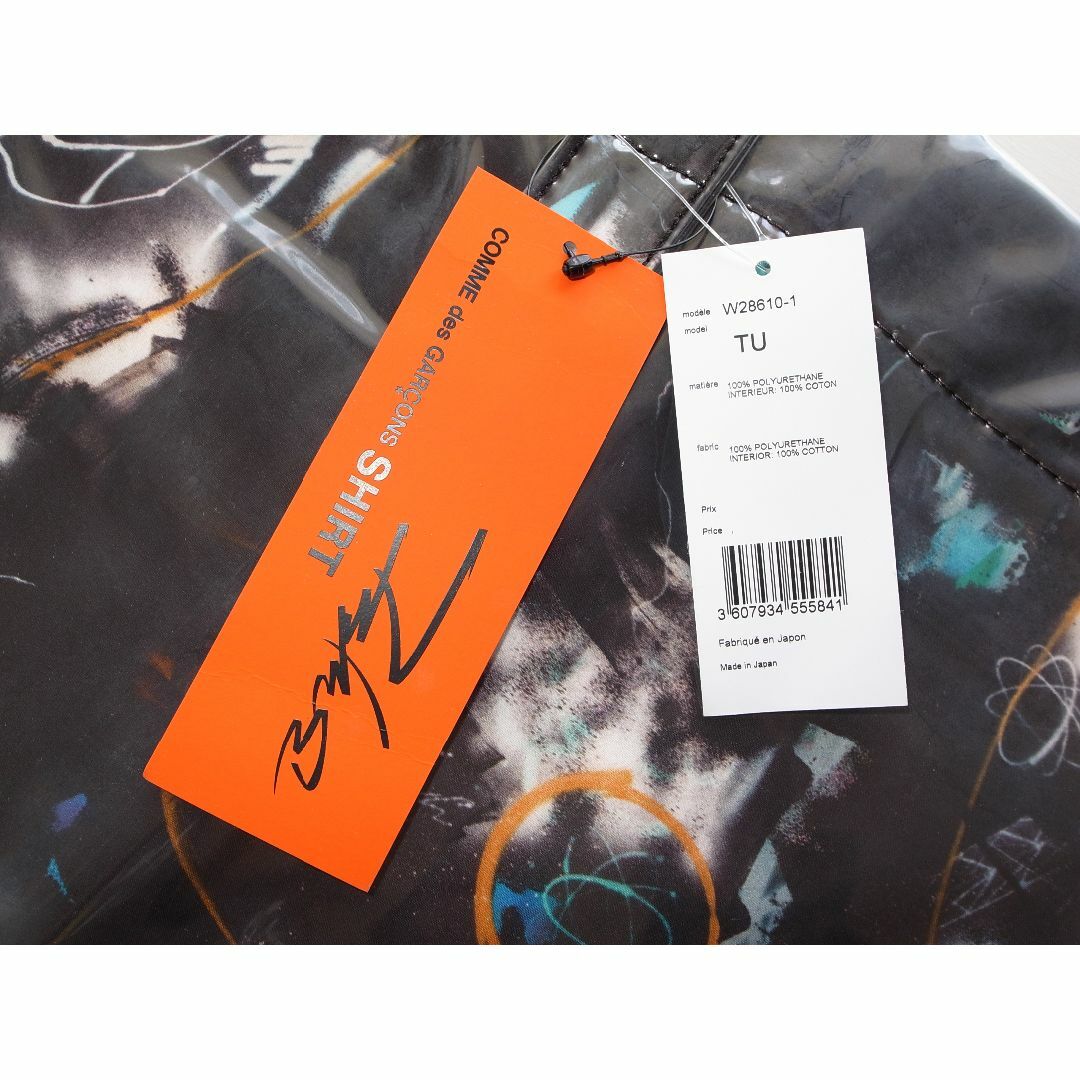 COMME des GARÇONS SHIRT
modèle W28610-1
model TU
matière 100% POLYURETHANE
INTERIEUR: 100% COTON
fabric 100% POLYURETHANE
INTERIOR: 100% COTTON
Prix
Price
3 607934 555841
Fabriqué en Japon
Made in Japan